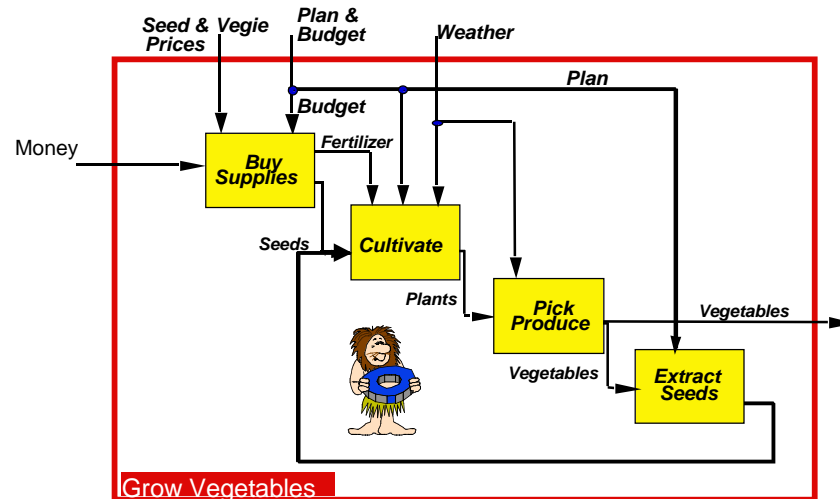 Seed & Vegie
Prices
Plan &
Budget
Weather
Plan
Budget
Fertilizer
Money
Buy
Supplies
Seeds
Cultivate
Plants
Pick
Produce
Vegetables
Vegetables
Extract
Seeds
Grow Vegetables